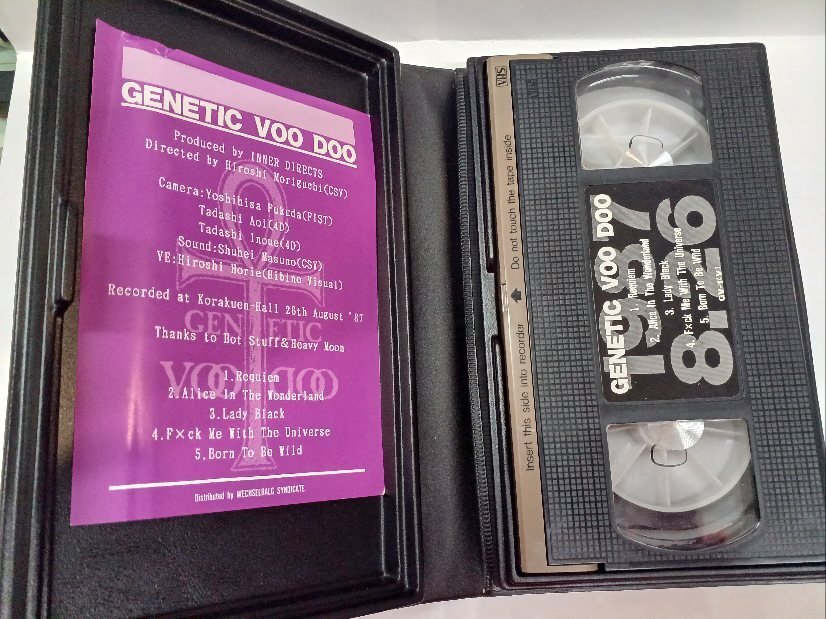 GENETIC VOO DOO
Produced by INNER DIRECTS
Directed by Hiroshi Moriguchi(CSV)
Camera:Yoshihisa Fukuda(FIST)
Tadashi Aoi(4D)
Tadashi Inoue(4D)
Sound:Shuhei Masuno(CSV)
VE:Hiroshi Horie(Hibino Visual)
Recorded at Korakuen-Hall 26th August '87
Thanks to Hot Stuff&Heavy Moon
GENETIC
VOO DOO
1.Requiem
2.Alice In The Wonderland
3.Lady Black
4.F×ck Me With The Universe
5.Born To Be Wild
Distributed by WECHSELBALG SYNDICATE
VHS
Do not touch the tape inside
Insert this side into recorder
GENETIC VOO DOO
1987
8.26
1. Requiem
2. Alice In The Wonderland
3. Lady Black
4. F×ck Me With The Universe
5. Born To Be Wild